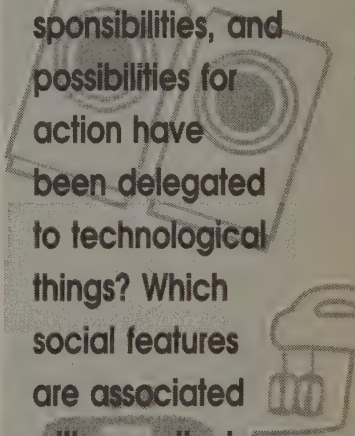 sponsibilities, and
possibilities for
action have
been delegated
to technological
things? Which
social features
are associated